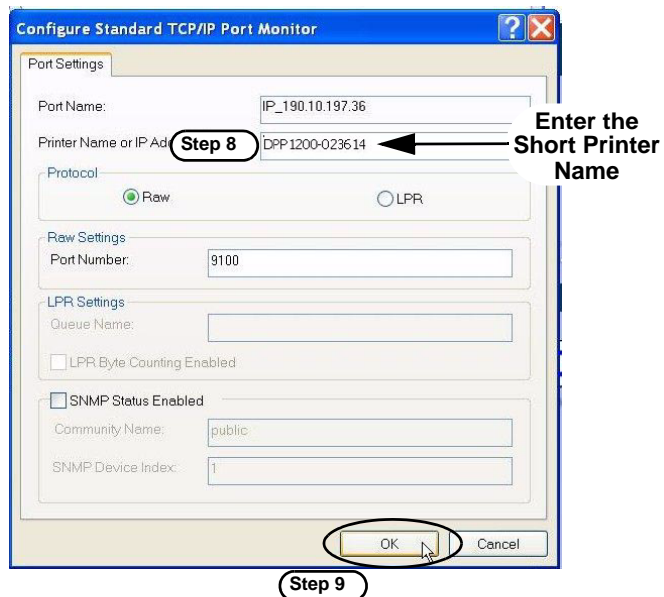 Configure Standard TCP/IP Port Monitor
Port Settings
Port Name: IP_190.10.197.36
Printer Name or IP Add Step 8 DPP1200-023614
Enter the
Short Printer
Name
Protocol
Raw LPR
Raw Settings
Port Number: 9100
LPR Settings
Queue Name:
LPR Byte Counting Enabled
SNMP Status Enabled
Community Name: public
SNMP Device Index: 1
OK Cancel
Step 9